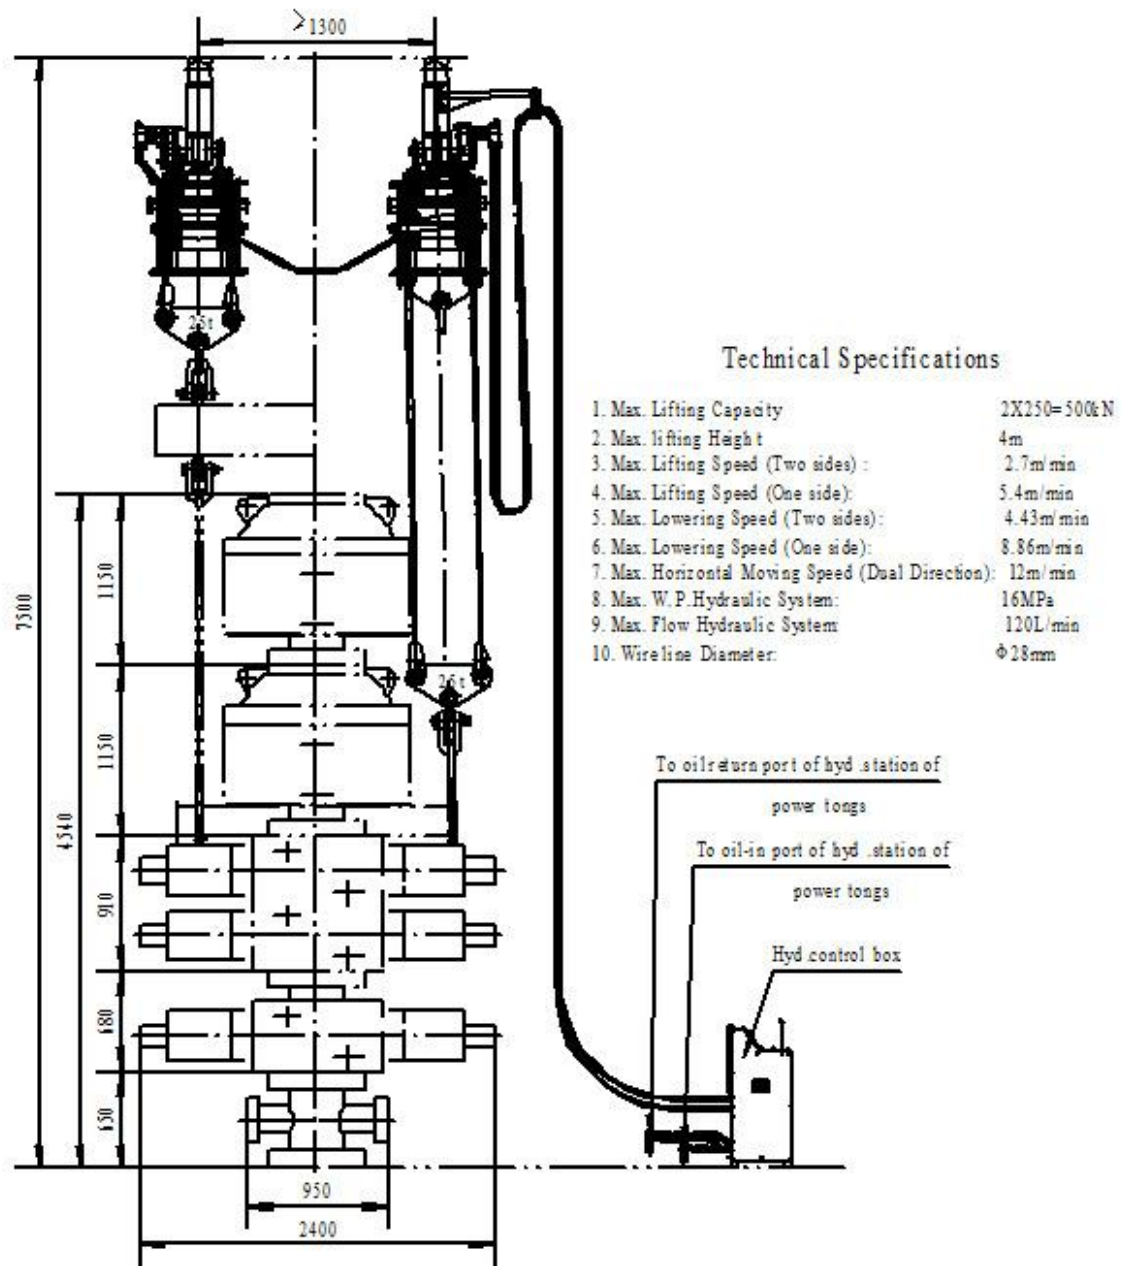 ≥1300
25t
Technical Specifications
1. Max. Lifting Capacity 2X250=500kN
2. Max. lifting Height 4m
3. Max. Lifting Speed (Two sides) : 2.7m/min
4. Max. Lifting Speed (One side): 5.4m/min
5. Max. Lowering Speed (Two sides): 4.43m/min
6. Max. Lowering Speed (One side): 8.86m/min
7. Max. Horizontal Moving Speed (Dual Direction): 12m/min
8. Max. W.P.Hydraulic System: 16MPa
9. Max. Flow Hydraulic System 120L/min
10. Wireline Diameter: Φ28mm
7500
4540
1150
1150
910
680
650
25t
To oil return port of hyd .station of
power tongs
To oil-in port of hyd .station of
power tongs
Hyd.control box
950
2400